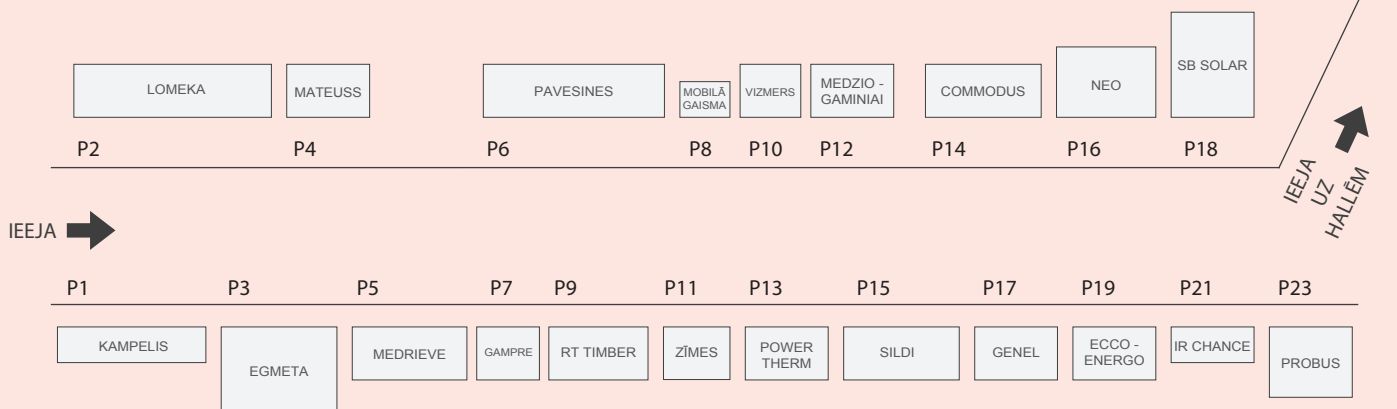 LOMEKA
MATEUSS
PAVESINES
MOBILĀ
GAISMA
VIZMERS
MEDZIO -
GAMINIAI
COMMODUS
NEO
SB SOLAR
P2
P4
P6
P8
P10
P12
P14
P16
P18
IEEJA
UZ
HALLĒM
IEEJA
P1
P3
P5
P7
P9
P11
P13
P15
P17
P19
P21
P23
KAMPELIS
EGMETA
MEDRIEVE
GAMPRE
RT TIMBER
ZĪMES
POWER
THERM
SILDI
GENEL
ECCO -
ENERGO
IR CHANCE
PROBUS